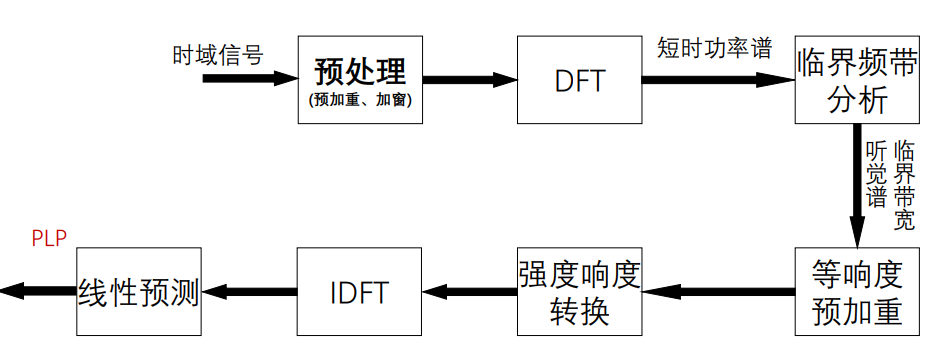 时域信号
预处理
(预加重、加窗)
DFT
短时功率谱
临界频带
分析
临界带宽
听觉谱
等响度
预加重
强度响度
转换
IDFT
线性预测
PLP